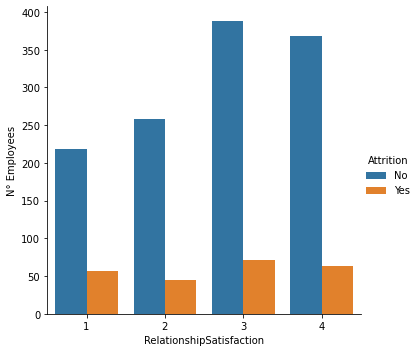 400
350
300
250
200
150
100
50
0
N° Employees
1 2 3 4
RelationshipSatisfaction
Attrition
No
Yes